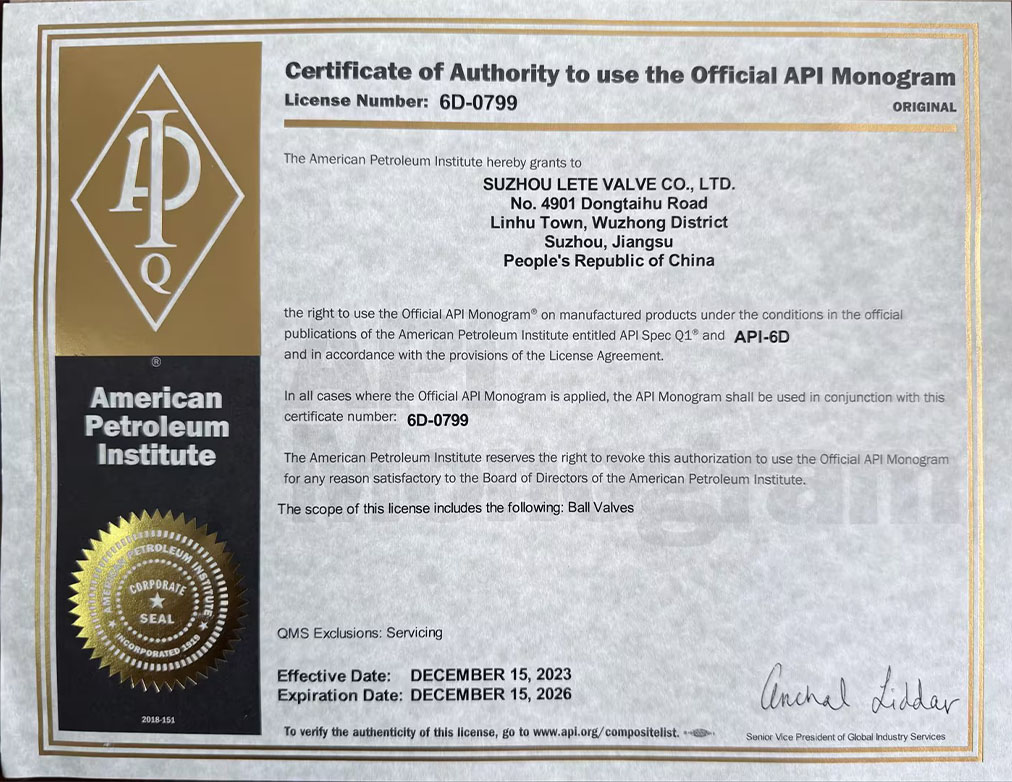 Certificate of Authority to use the Official API Monogram
License Number: 6D-0799
ORIGINAL
The American Petroleum Institute hereby grants to
SUZHOU LETE VALVE CO., LTD.
No. 4901 Dongtaihu Road
Linhu Town, Wuzhong District
Suzhou, Jiangsu
People's Republic of China
the right to use the Official API Monogram® on manufactured products under the conditions in the official
publications of the American Petroleum Institute entitled API Spec Q1® and API-6D
and in accordance with the provisions of the License Agreement.
In all cases where the Official API Monogram is applied, the API Monogram shall be used in conjunction with this
certificate number: 6D-0799
The American Petroleum Institute reserves the right to revoke this authorization to use the Official API Monogram
for any reason satisfactory to the Board of Directors of the American Petroleum Institute.
The scope of this license includes the following: Ball Valves
QMS Exclusions: Servicing
Effective Date: DECEMBER 15, 2023
Expiration Date: DECEMBER 15, 2026
To verify the authenticity of this license, go to www.api.org/compositelist.
Anchal Liddar
Senior Vice President of Global Industry Services
API
Q
®
American
Petroleum
Institute
AMERICAN PETROLEUM INSTITUTE
CORPORATE
SEAL
INCORPORATED 1919
2018-151
API
Monogram